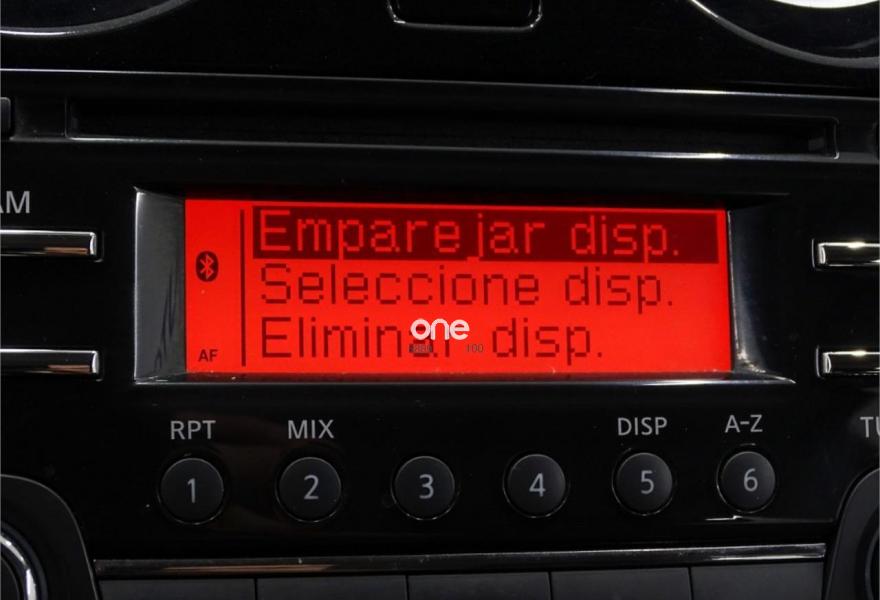 AM
Emparejar disp.
Seleccione disp.
AF
Eliminar disp.
one
100
RPT
MIX
DISP
A-Z
TU
1
2
3
4
5
6